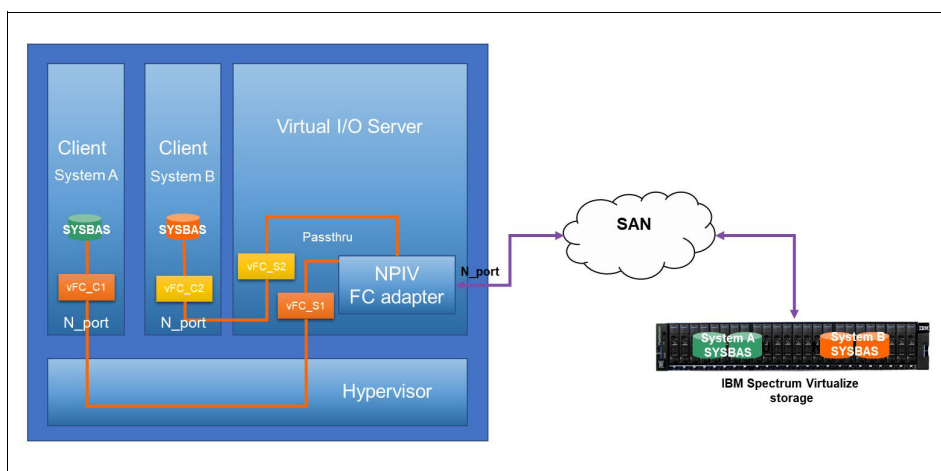 Client
System A
SYSBAS
vFC_C1
N_port
Client
System B
SYSBAS
vFC_C2
N_port
Virtual I/O Server
Passthru
vFC_S2
vFC_S1
NPIV
FC adapter
N_port
Hypervisor
SAN
System A
SYSBAS
System B
SYSBAS
IBM
IBM Spectrum Virtualize
storage